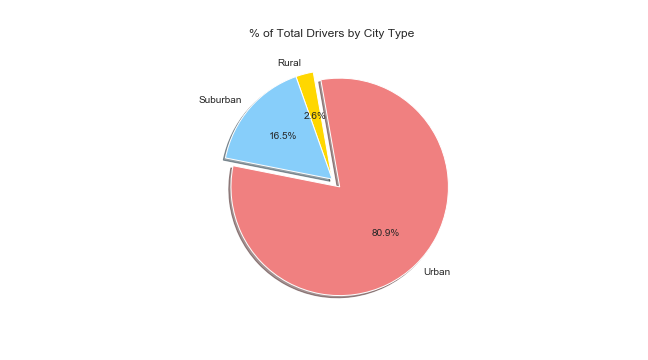 % of Total Drivers by City Type
Rural
Suburban
2.6%
16.5%
80.9%
Urban